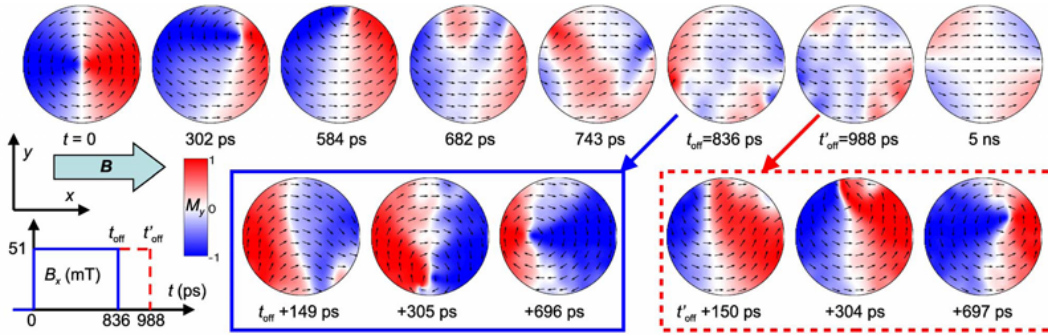 t = 0 302 ps 584 ps 682 ps 743 ps t_off=836 ps t'_off=988 ps 5 ns
y
B
x
1
M_y
-1
51
t_off t'_off
B_x (mT)
t (ps)
0 836 988
t_off +149 ps +305 ps +696 ps
t'_off +150 ps +304 ps +697 ps